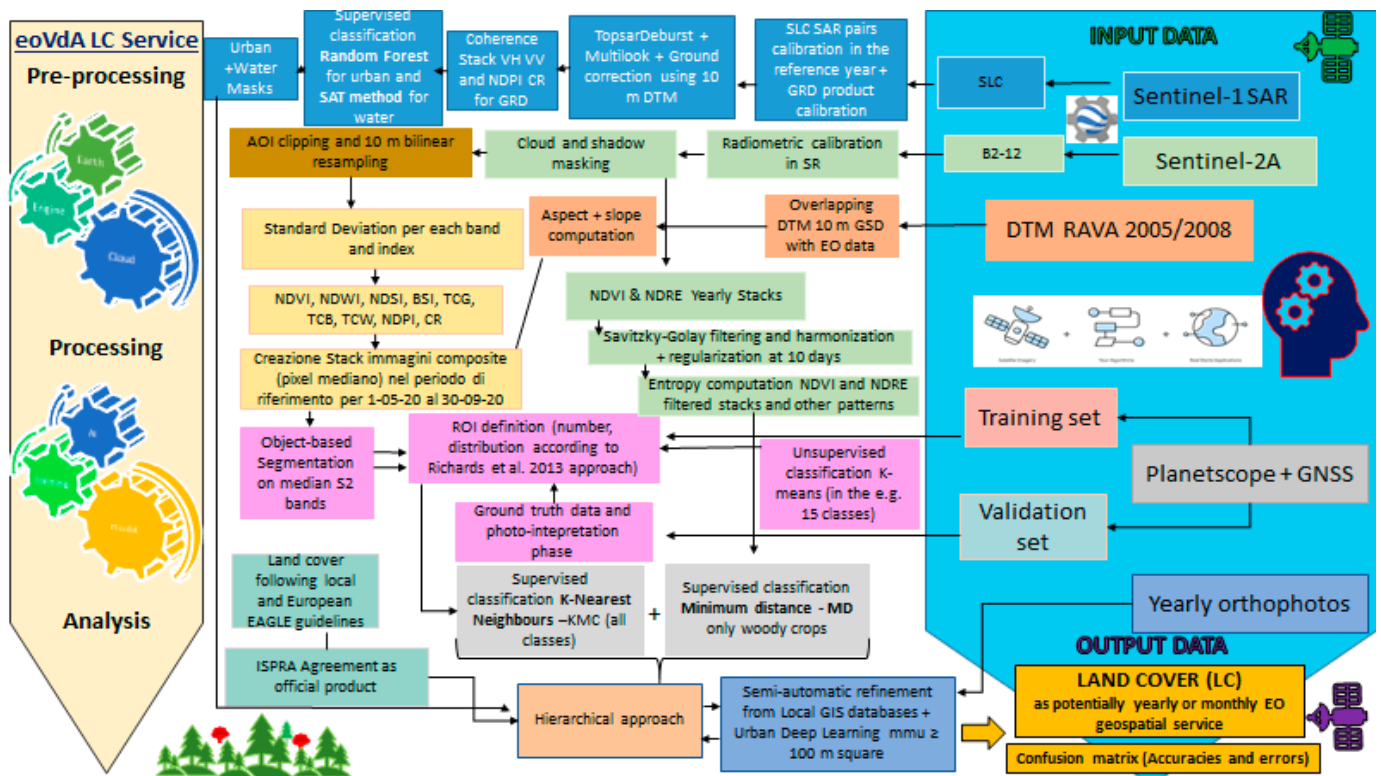 eoVdA LC Service
Pre-processing
Earth
Engine
Cloud
Processing
AI
Analysis
Urban
+Water
Masks
Supervised
classification
Random Forest
for urban and
SAT method for
water
Coherence
Stack VH VV
and NDPI CR
for GRD
TopsarDeburst +
Multilook + Ground
correction using 10
m DTM
SLC SAR pairs
calibration in the
reference year +
GRD product
calibration
SLC
INPUT DATA
Sentinel-1 SAR
AOI clipping and 10 m bilinear
resampling
Cloud and shadow
masking
Radiometric calibration
in SR
B2-12
Sentinel-2A
Standard Deviation per each band
and index
Aspect + slope
computation
Overlapping
DTM 10 m GSD
with EO data
DTM RAVA 2005/2008
NDVI, NDWI, NDSI, BSI, TCG,
TCB, TCW, NDPI, CR
NDVI & NDRE Yearly Stacks
Savitzky-Golay filtering and harmonization
+ regularization at 10 days
Creazione Stack immagini composite
(pixel mediano) nel periodo di
riferimento per 1-05-20 al 30-09-20
Entropy computation NDVI and NDRE
filtered stacks and other patterns
Satellite Imagery
+
Your Algorithms
+
Real World Applications
Object-based
Segmentation
on median S2
bands
ROI definition (number,
distribution according to
Richards et al. 2013 approach)
Unsupervised
classification K-
means (in the e.g.
15 classes)
Training set
Planetscope + GNSS
Validation
set
Ground truth data and
photo-intepretation
phase
Land cover
following local
and European
EAGLE guidelines
Supervised
classification K-Nearest
Neighbours –KMC (all
classes)
+
Supervised classification
Minimum distance - MD
only woody crops
Yearly orthophotos
ISPRA Agreement as
official product
Hierarchical approach
Semi-automatic refinement
from Local GIS databases +
Urban Deep Learning mmu ≥
100 m square
OUTPUT DATA
LAND COVER (LC)
as potentially yearly or monthly EO
geospatial service
Confusion matrix (Accuracies and errors)